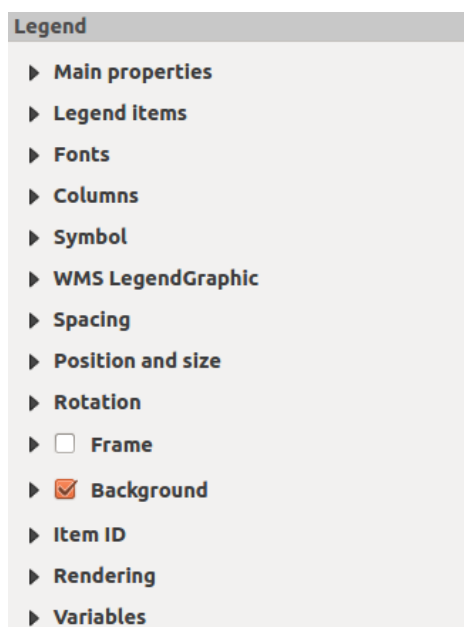 Legend
Main properties
Legend items
Fonts
Columns
Symbol
WMS LegendGraphic
Spacing
Position and size
Rotation
Frame
Background
Item ID
Rendering
Variables